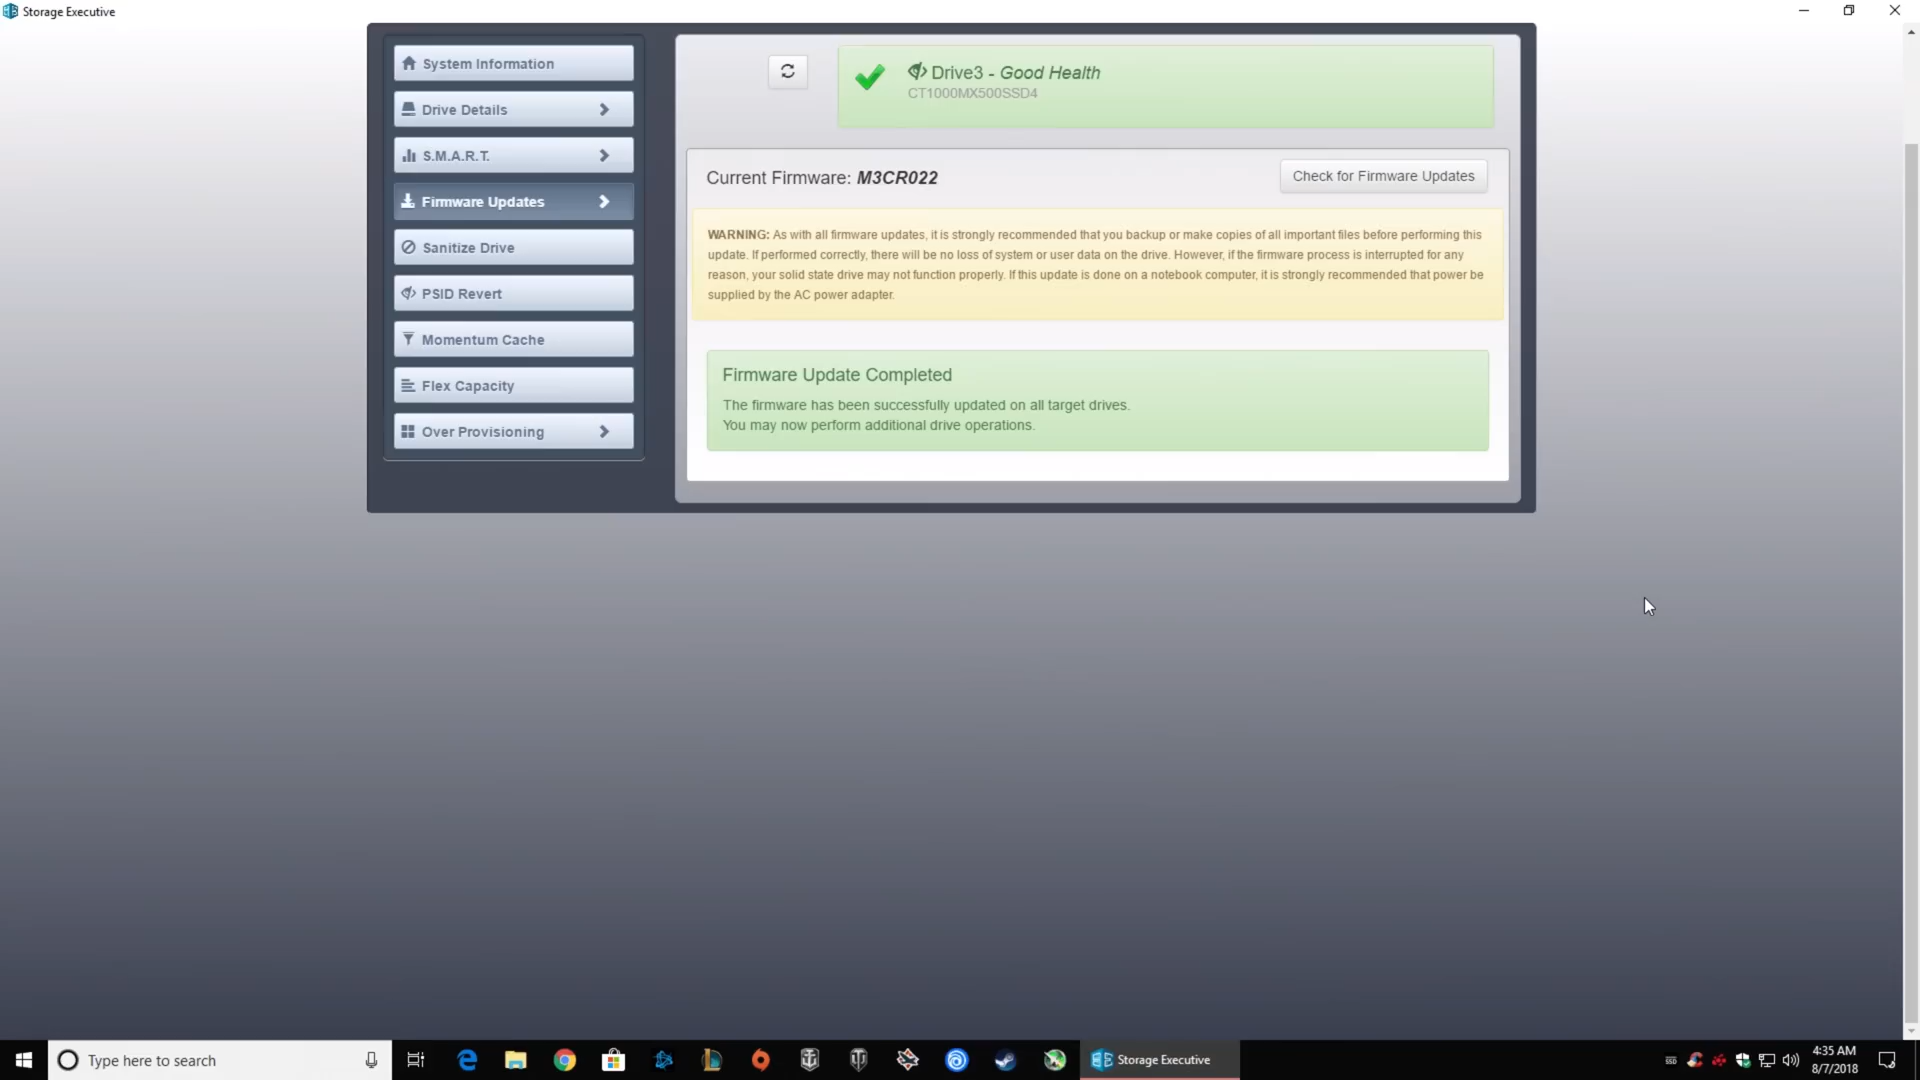 Storage Executive
System Information
Drive Details
S.M.A.R.T.
Firmware Updates
Sanitize Drive
PSID Revert
Momentum Cache
Flex Capacity
Over Provisioning
Drive3 - Good Health
CT1000MX500SSD4
Current Firmware: M3CR022
Check for Firmware Updates
WARNING: As with all firmware updates, it is strongly recommended that you backup or make copies of all important files before performing this
update. If performed correctly, there will be no loss of system or user data on the drive. However, if the firmware process is interrupted for any
reason, your solid state drive may not function properly. If this update is done on a notebook computer, it is strongly recommended that power be
supplied by the AC power adapter.
Firmware Update Completed
The firmware has been successfully updated on all target drives.
You may now perform additional drive operations.
Type here to search
Storage Executive
SSD
4:35 AM
8/7/2018